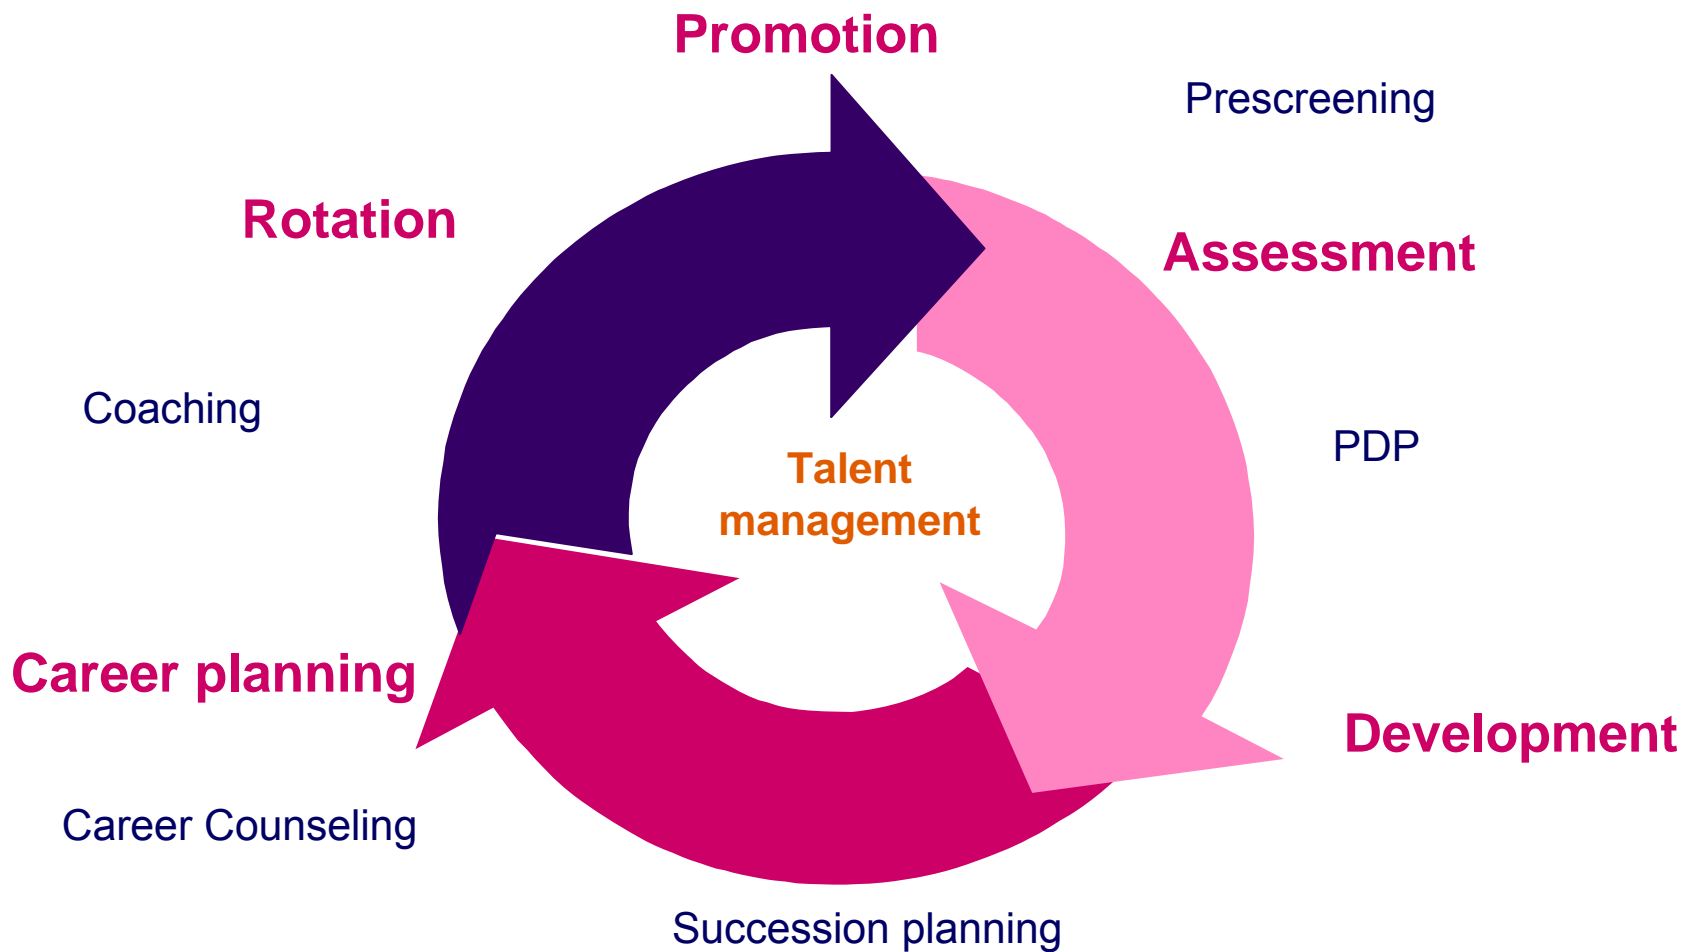 Promotion
Prescreening
Rotation
Assessment
Coaching
PDP
Talent
management
Career planning
Development
Career Counseling
Succession planning